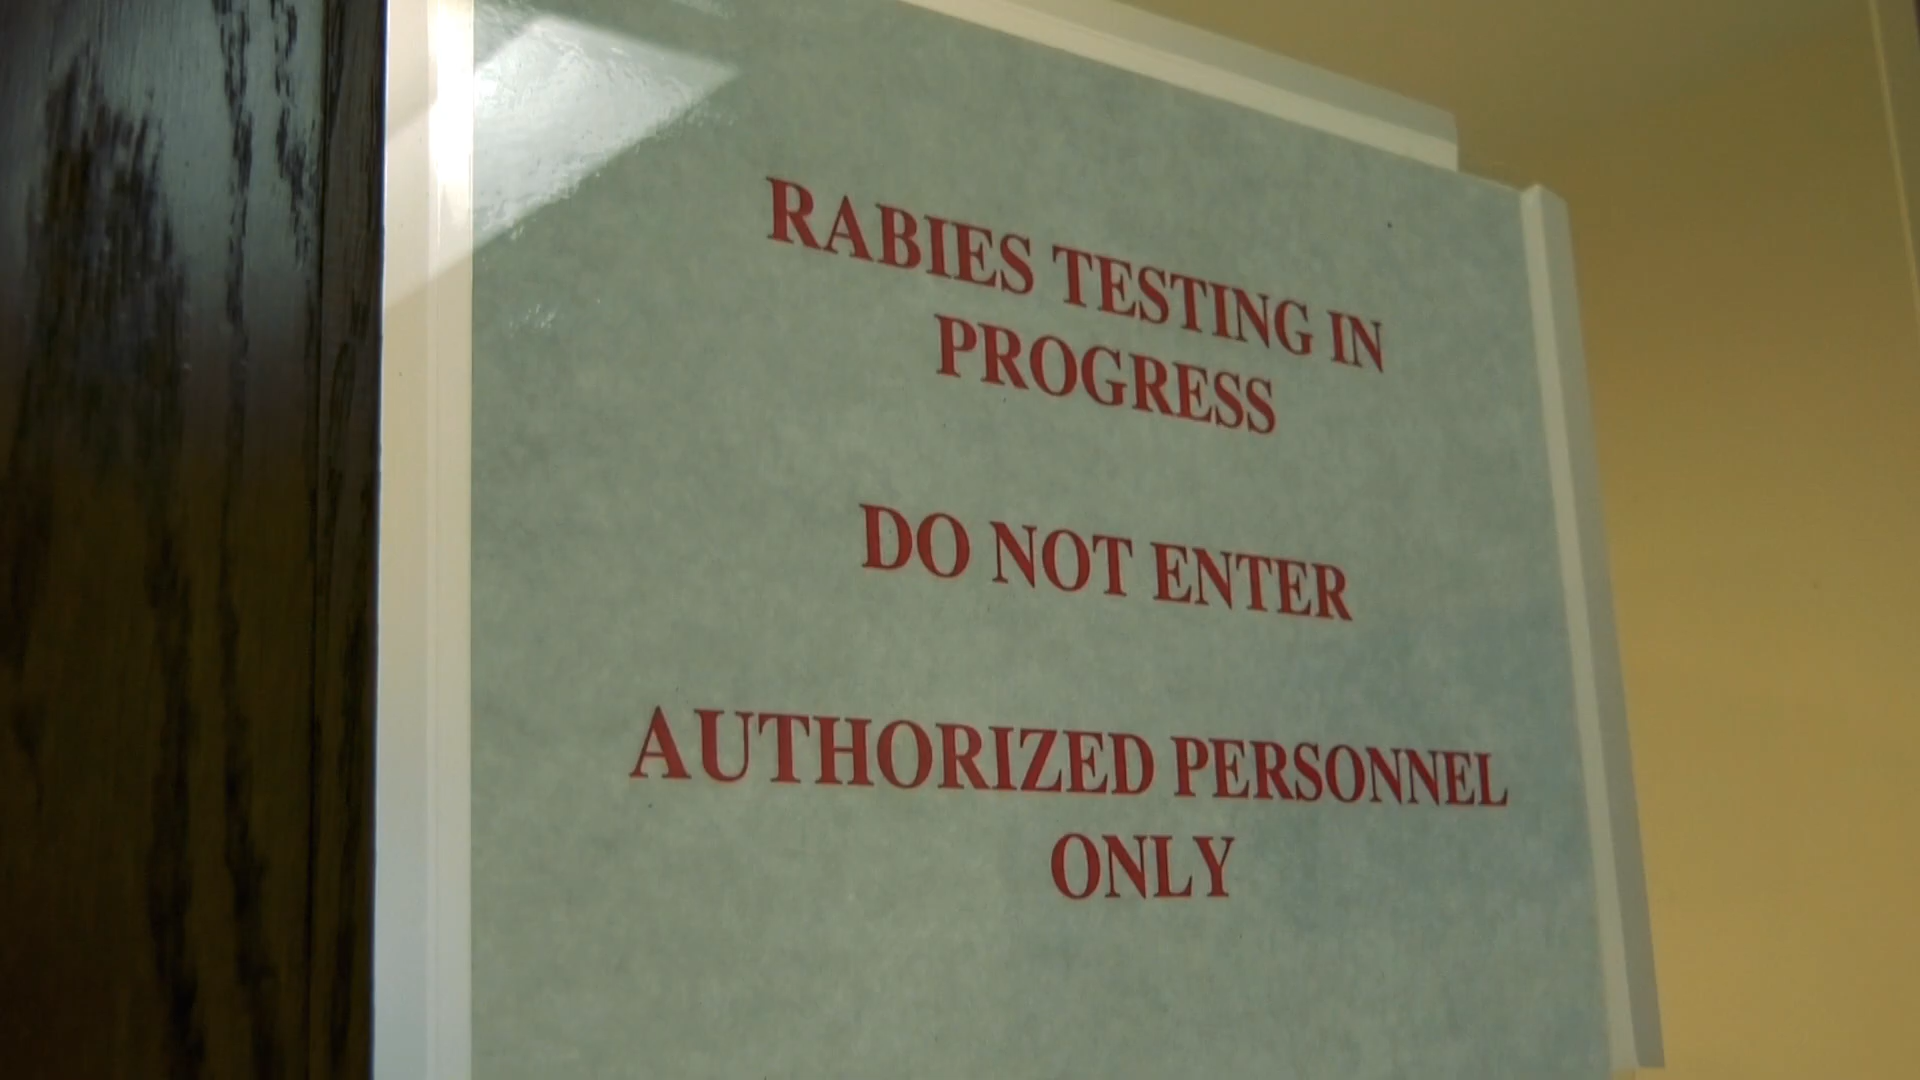 RABIES TESTING IN
PROGRESS
DO NOT ENTER
AUTHORIZED PERSONNEL
ONLY